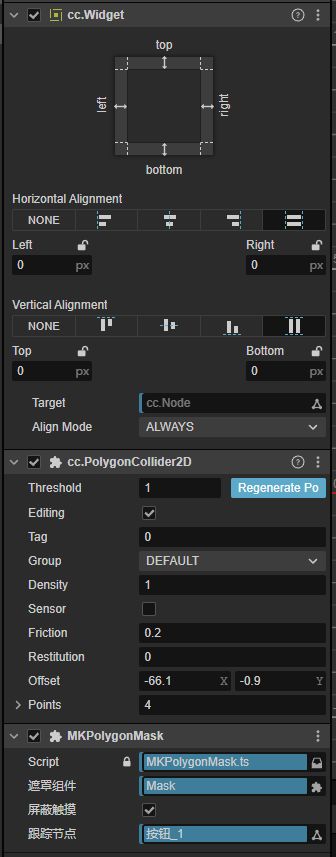 cc.Widget
top
left
right
bottom
Horizontal Alignment
NONE
Left
Right
0 px
0 px
Vertical Alignment
NONE
Top
Bottom
0 px
0 px
Target cc.Node
Align Mode ALWAYS
cc.PolygonCollider2D
Threshold 1 Regenerate Po
Editing
Tag 0
Group DEFAULT
Density 1
Sensor
Friction 0.2
Restitution 0
Offset -66.1 X -0.9 Y
Points 4
MKPolygonMask
Script MKPolygonMask.ts
遮罩组件 Mask
屏蔽触摸
跟踪节点 按钮_1